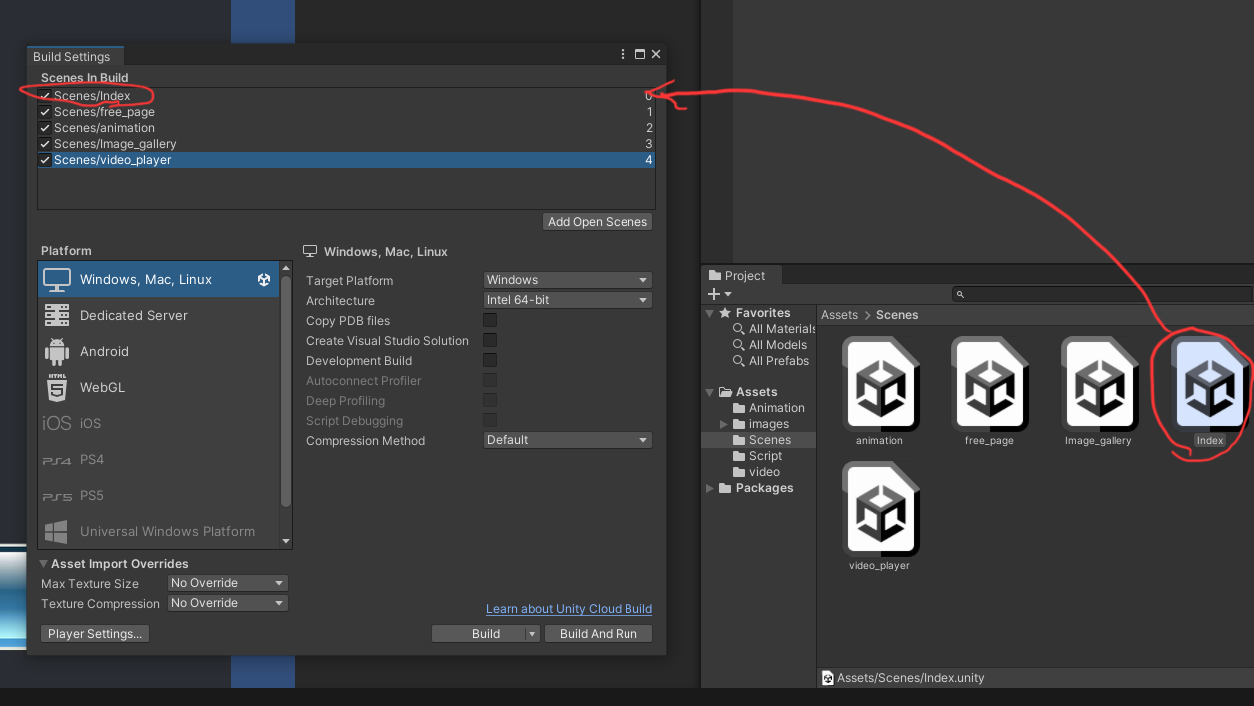 Build Settings
Scenes In Build
Scenes/Index 0
Scenes/free_page 1
Scenes/animation 2
Scenes/Image_gallery 3
Scenes/video_player 4
Add Open Scenes
Platform
Windows, Mac, Linux
Dedicated Server
Android
HTML 5 WebGL
iOS iOS
PS4 PS4
PS5 PS5
Universal Windows Platform
Windows, Mac, Linux
Target Platform Windows
Architecture Intel 64-bit
Copy PDB files
Create Visual Studio Solution
Development Build
Autoconnect Profiler
Deep Profiling
Script Debugging
Compression Method Default
Asset Import Overrides
Max Texture Size No Override
Texture Compression No Override
Learn about Unity Cloud Build
Player Settings...
Build
Build And Run
Project
Favorites
All Materials
All Models
All Prefabs
Assets
Animation
images
Scenes
Script
video
Packages
Assets > Scenes
animation
free_page
Image_gallery
Index
video_player
Assets/Scenes/Index.unity